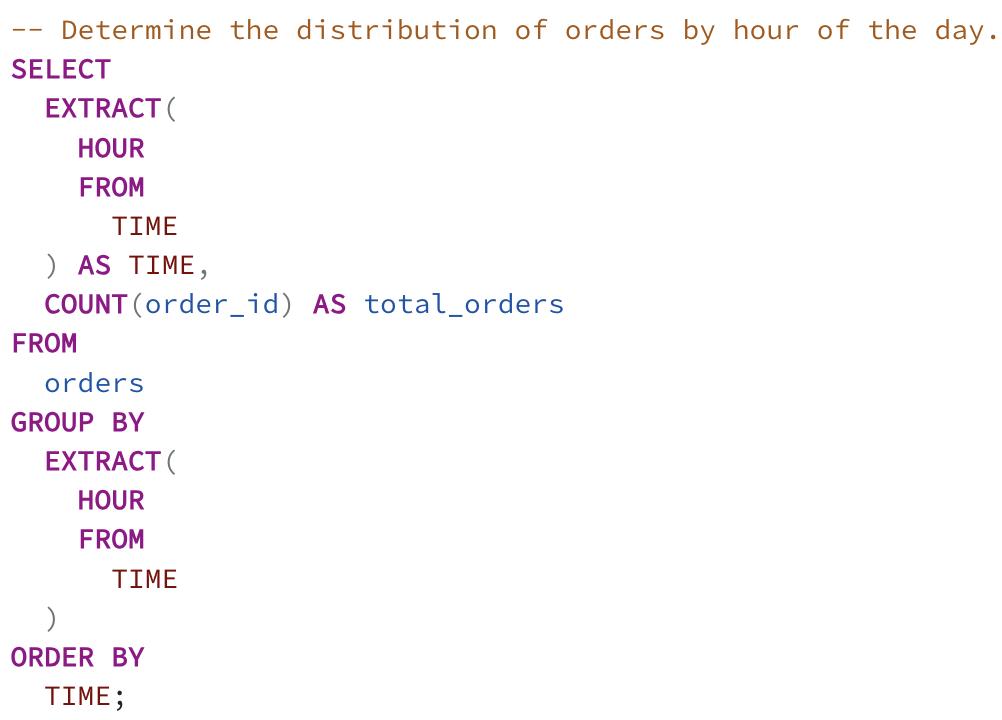 -- Determine the distribution of orders by hour of the day.
SELECT
  EXTRACT(
    HOUR
    FROM
      TIME
  ) AS TIME,
  COUNT(order_id) AS total_orders
FROM
  orders
GROUP BY
  EXTRACT(
    HOUR
    FROM
      TIME
  )
ORDER BY
  TIME;